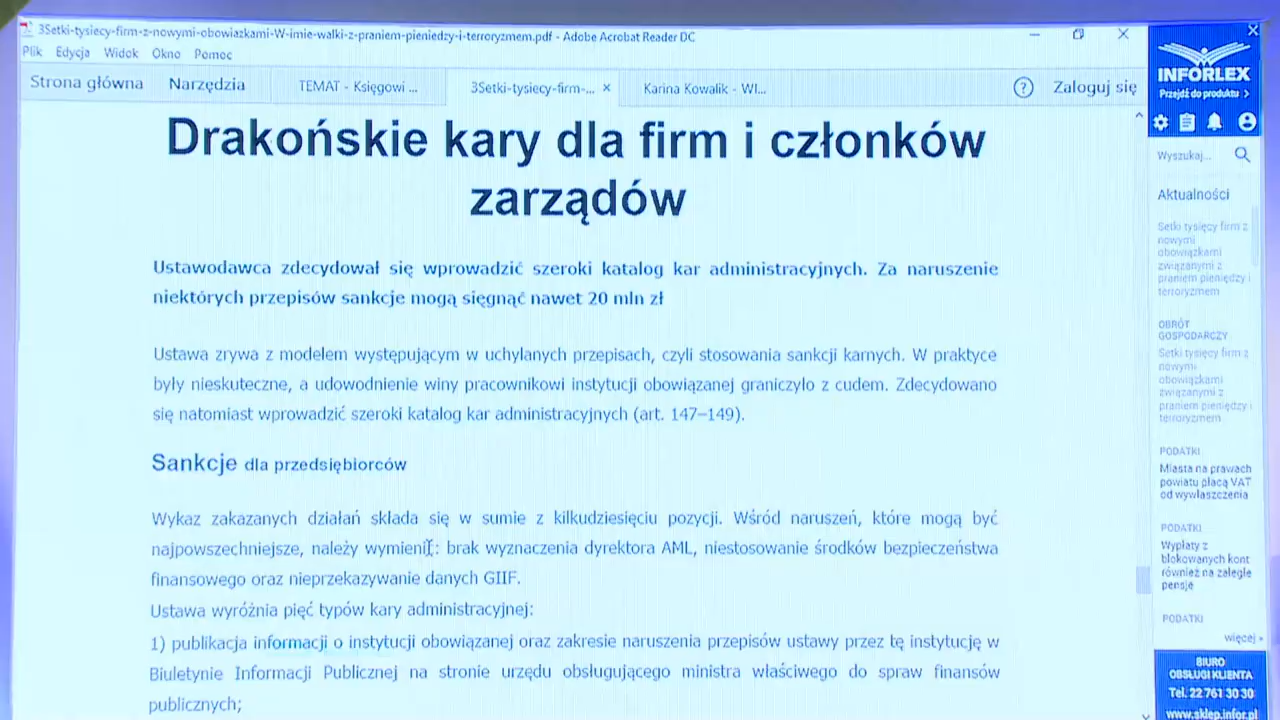 3Setki-tysiecy-firm-z-nowymi-obowiazkami-W-imie-walki-z-praniem-pieniedzy-i-terroryzmem.pdf - Adobe Acrobat Reader DC
Plik Edycja Widok Okno Pomoc
Strona główna Narzędzia TEMAT - Księgowi ... 3Setki-tysiecy-firm-... × Karina Kowalik - WI... Zaloguj się
INFORLEX
Przejdź do produktu >
Drakońskie kary dla firm i członków
zarządów
Ustawodawca zdecydował się wprowadzić szeroki katalog kar administracyjnych. Za naruszenie
niektórych przepisów sankcje mogą sięgnąć nawet 20 mln zł
Ustawa zrywa z modelem występującym w uchylanych przepisach, czyli stosowania sankcji karnych. W praktyce
były nieskuteczne, a udowodnienie winy pracownikowi instytucji obowiązanej graniczyło z cudem. Zdecydowano
się natomiast wprowadzić szeroki katalog kar administracyjnych (art. 147–149).
Sankcje dla przedsiębiorców
Wykaz zakazanych działań składa się w sumie z kilkudziesięciu pozycji. Wśród naruszeń, które mogą być
najpowszechniejsze, należy wymienić: brak wyznaczenia dyrektora AML, niestosowanie środków bezpieczeństwa
finansowego oraz nieprzekazywanie danych GIIF.
Ustawa wyróżnia pięć typów kary administracyjnej:
1) publikacja informacji o instytucji obowiązanej oraz zakresie naruszenia przepisów ustawy przez tę instytucję w
Biuletynie Informacji Publicznej na stronie urzędu obsługującego ministra właściwego do spraw finansów
publicznych;
Wyszukaj...
Aktualności
Setki tysięcy firm z
nowymi
obowiązkami
związanymi z
praniem pieniędzy i
terroryzmem
OBRÓT
GOSPODARCZY
Setki tysięcy firm z
nowymi
obowiązkami
związanymi z
praniem pieniędzy i
terroryzmem
PODATKI
Miasta na prawach
powiatu płacą VAT
od wywłaszczenia
PODATKI
Wypłaty z
blokowanych kont
również na zaległe
pensje
PODATKI
więcej »
BIURO
OBSŁUGI KLIENTA
Tel. 22 761 30 30
www.sklep.infor.pl